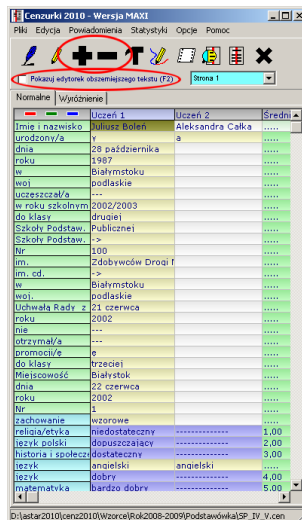 Cenzurki 2010 - Wersja MAXI
Pliki Edycja Powiadomienia Statystyki Opcje Pomoc
Pokazuj edytorek obszerniejszego tekstu (F2) Strona 1
Normalne Wyróżnienie
Uczeń 1 Uczeń 2 Średni
Imię i nazwisko Juliusz Boleń Aleksandra Całka .....
urodzony/a y a .....
dnia 28 października .....
roku 1987 .....
w Białymstoku .....
woj podlaskie .....
uczęszczał/a --- .....
w roku szkolnym 2002/2003 .....
do klasy drugiej .....
Szkoły Podstaw. Publicznej .....
Szkoły Podstaw. -> .....
Nr 100 .....
im. Zdobywców Drogi M .....
im. cd. -> .....
w Białymstoku .....
woj. podlaskie .....
Uchwałą Rady z 21 czerwca .....
roku 2002 .....
nie --- .....
otrzymał/a --- .....
promocji/ę ę .....
do klasy trzeciej .....
Miejscowość Białystok .....
dnia 22 czerwca .....
roku 2002 .....
Nr 1 .....
zachowanie wzorowe .....
religia/etyka niedostateczny -------------- 1,00
język polski dopuszczający -------------- 2,00
historia i społecze dostateczny -------------- 3,00
język angielski angielski .....
język dobry -------------- 4,00
matematyka bardzo dobry -------------- 5,00
D:\astar2010\cenz2010\Wzorce\Rok2008-2009\Podstawówka\SP_IV_V.cen